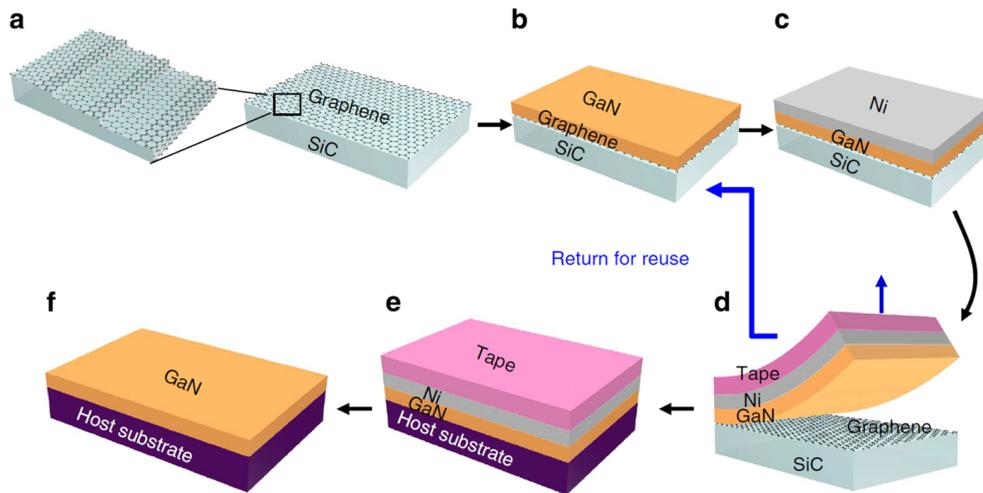 a
Graphene
SiC
b
GaN
Graphene
SiC
c
Ni
GaN
SiC
Return for reuse
d
Tape
Ni
GaN
Graphene
SiC
e
Tape
Ni
GaN
Host substrate
f
GaN
Host substrate